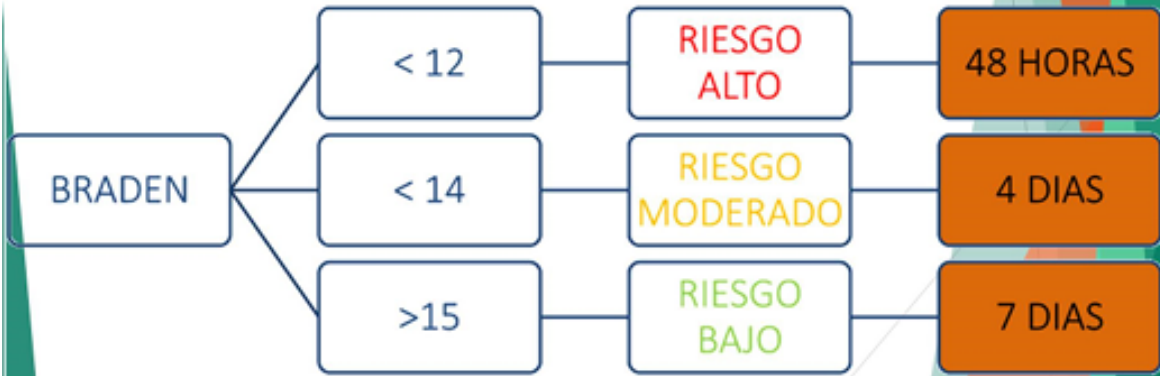 < 12
RIESGO
ALTO
48 HORAS
BRADEN
< 14
RIESGO
MODERADO
4 DIAS
>15
RIESGO
BAJO
7 DIAS